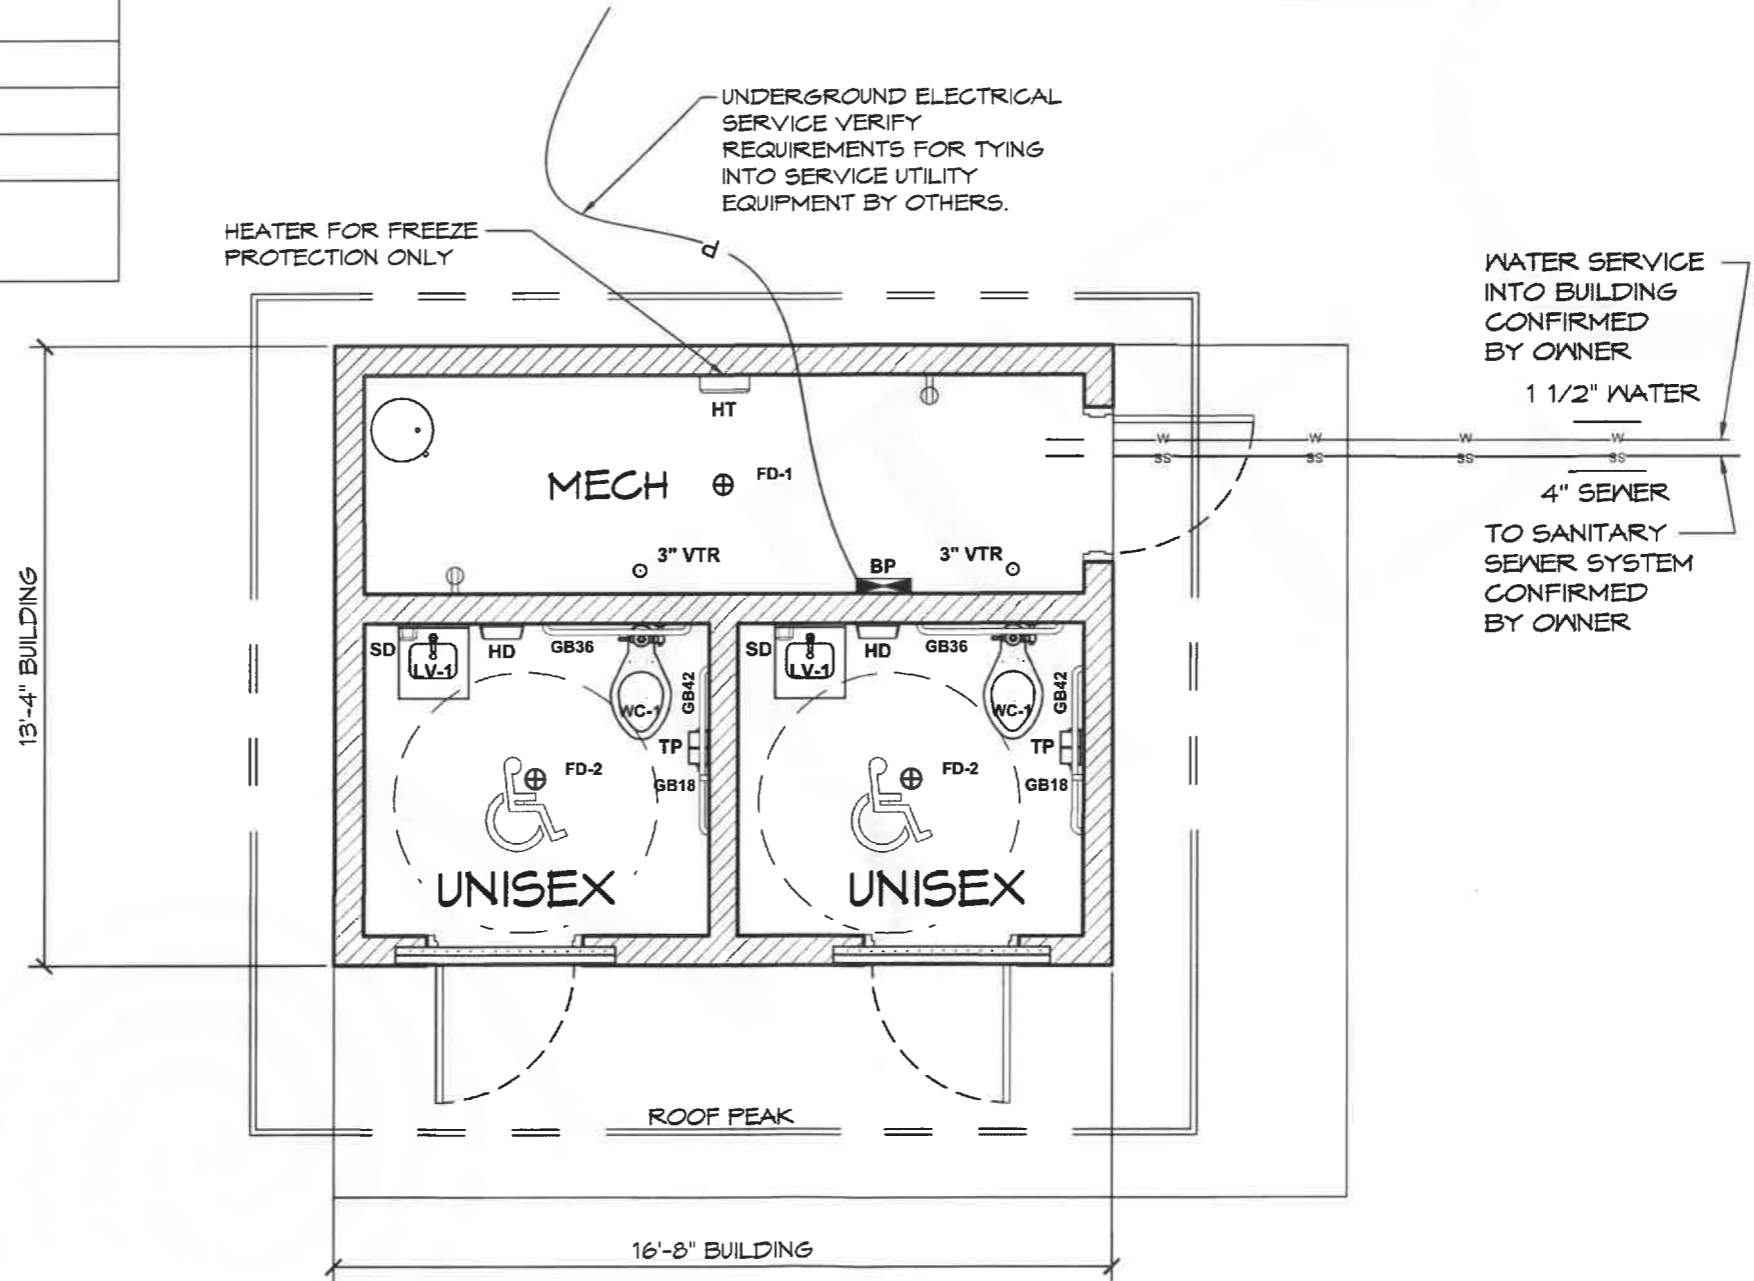 UNDERGROUND ELECTRICAL
SERVICE VERIFY
REQUIREMENTS FOR TYING
INTO SERVICE UTILITY
EQUIPMENT BY OTHERS.
HEATER FOR FREEZE
PROTECTION ONLY
P
WATER SERVICE
INTO BUILDING
CONFIRMED
BY OWNER
1 1/2" WATER
W W W W
SS SS SS SS
4" SEWER
TO SANITARY
SEWER SYSTEM
CONFIRMED
BY OWNER
HT
MECH
FD-1
3" VTR
BP
3" VTR
13'-4" BUILDING
SD
LV-1
HD
GB36
GB42
WC-1
TP
FD-2
GB18
UNISEX
SD
LV-1
HD
GB36
GB42
WC-1
TP
FD-2
GB18
UNISEX
ROOF PEAK
16'-8" BUILDING